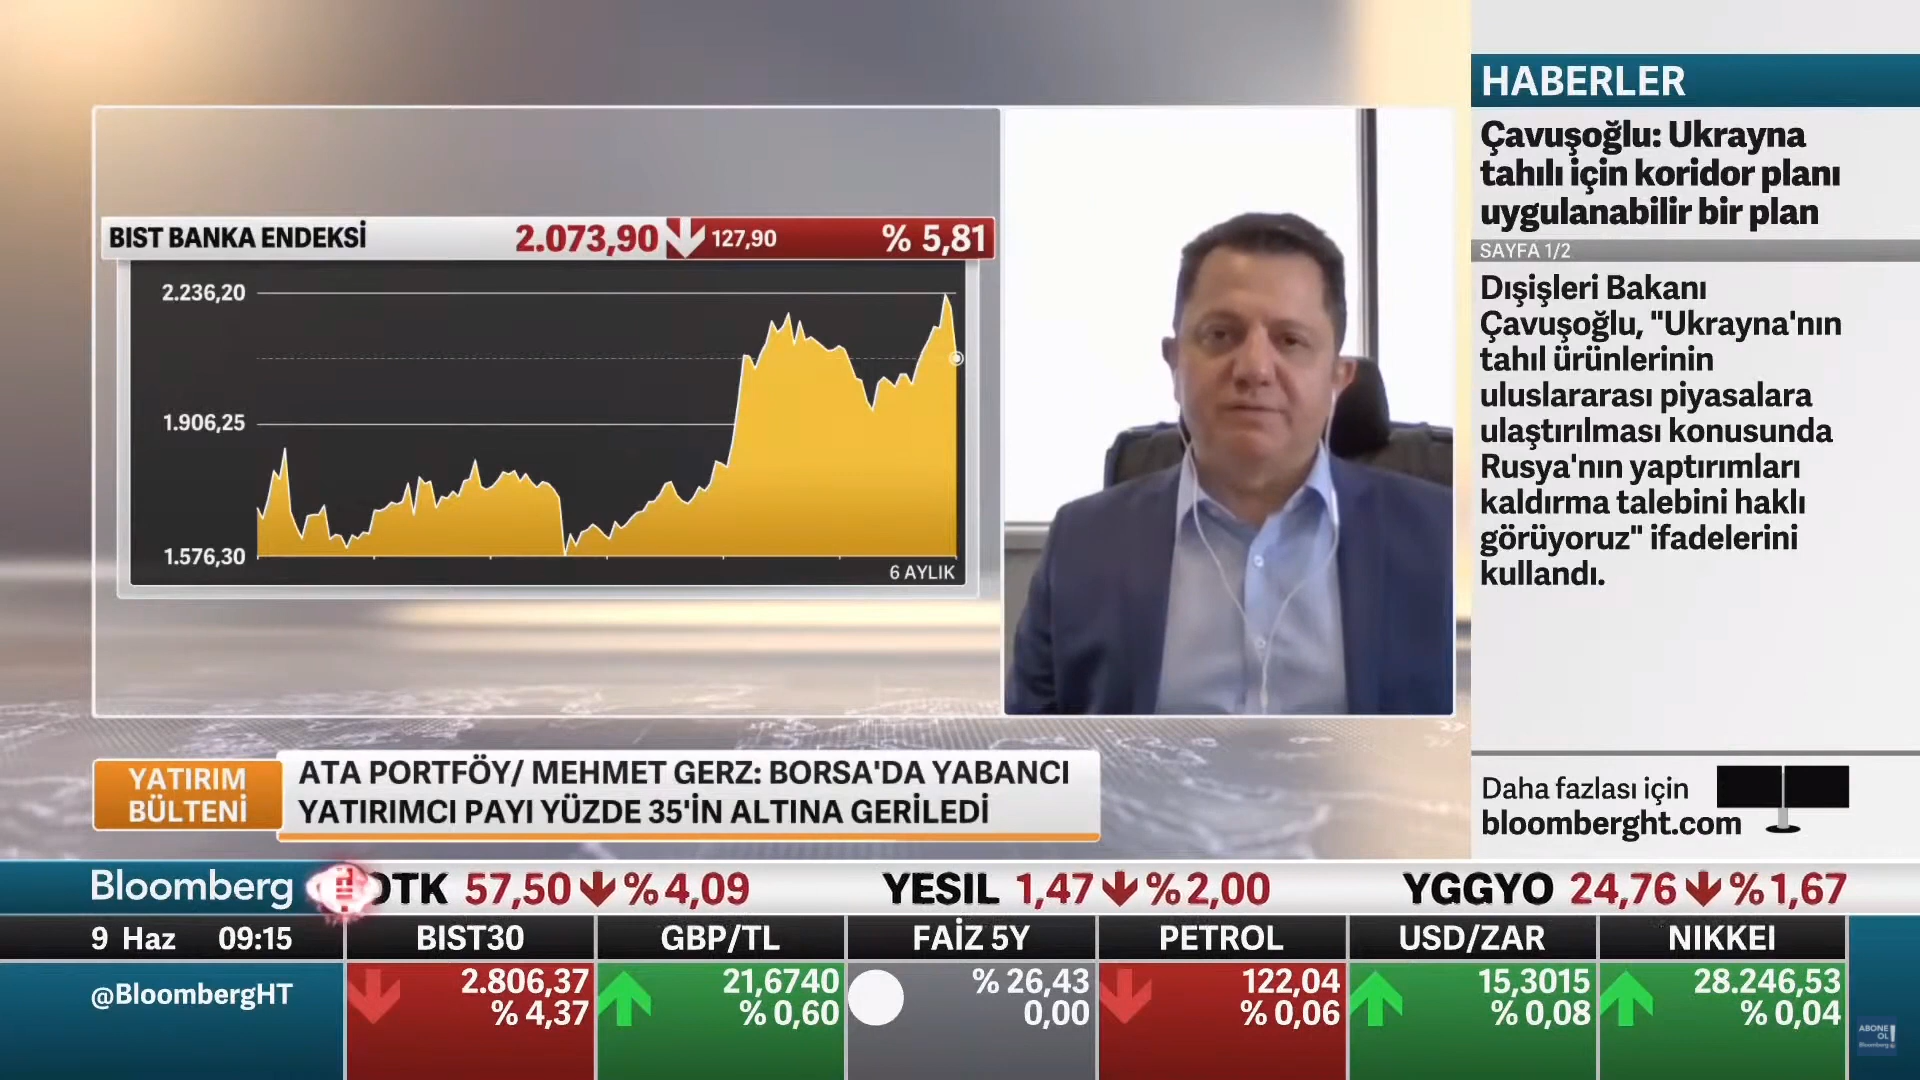 HABERLER
Çavuşoğlu: Ukrayna
tahılı için koridor planı
uygulanabilir bir plan
SAYFA 1/2
Dışişleri Bakanı
Çavuşoğlu, "Ukrayna'nın
tahıl ürünlerinin
uluslararası piyasalara
ulaştırılması konusunda
Rusya'nın yaptırımları
kaldırma talebini haklı
görüyoruz" ifadelerini
kullandı.
Daha fazlası için
bloomberght.com
BIST BANKA ENDEKSİ 2.073,90 127,90 % 5,81
2.236,20
1.906,25
1.576,30
6 AYLIK
YATIRIM
BÜLTENİ
ATA PORTFÖY/ MEHMET GERZ: BORSA'DA YABANCI
YATIRIMCI PAYI YÜZDE 35'İN ALTINA GERİLEDİ
Bloomberg HT
OTK 57,50 %4,09 YESIL 1,47 %2,00 YGGYO 24,76 %1,67
9 Haz 09:15
@BloombergHT
BIST30
2.806,37
% 4,37
GBP/TL
21,6740
% 0,60
FAİZ 5Y
% 26,43
0,00
PETROL
122,04
% 0,06
USD/ZAR
15,3015
% 0,08
NIKKEI
28.246,53
% 0,04
ABONE
OL!